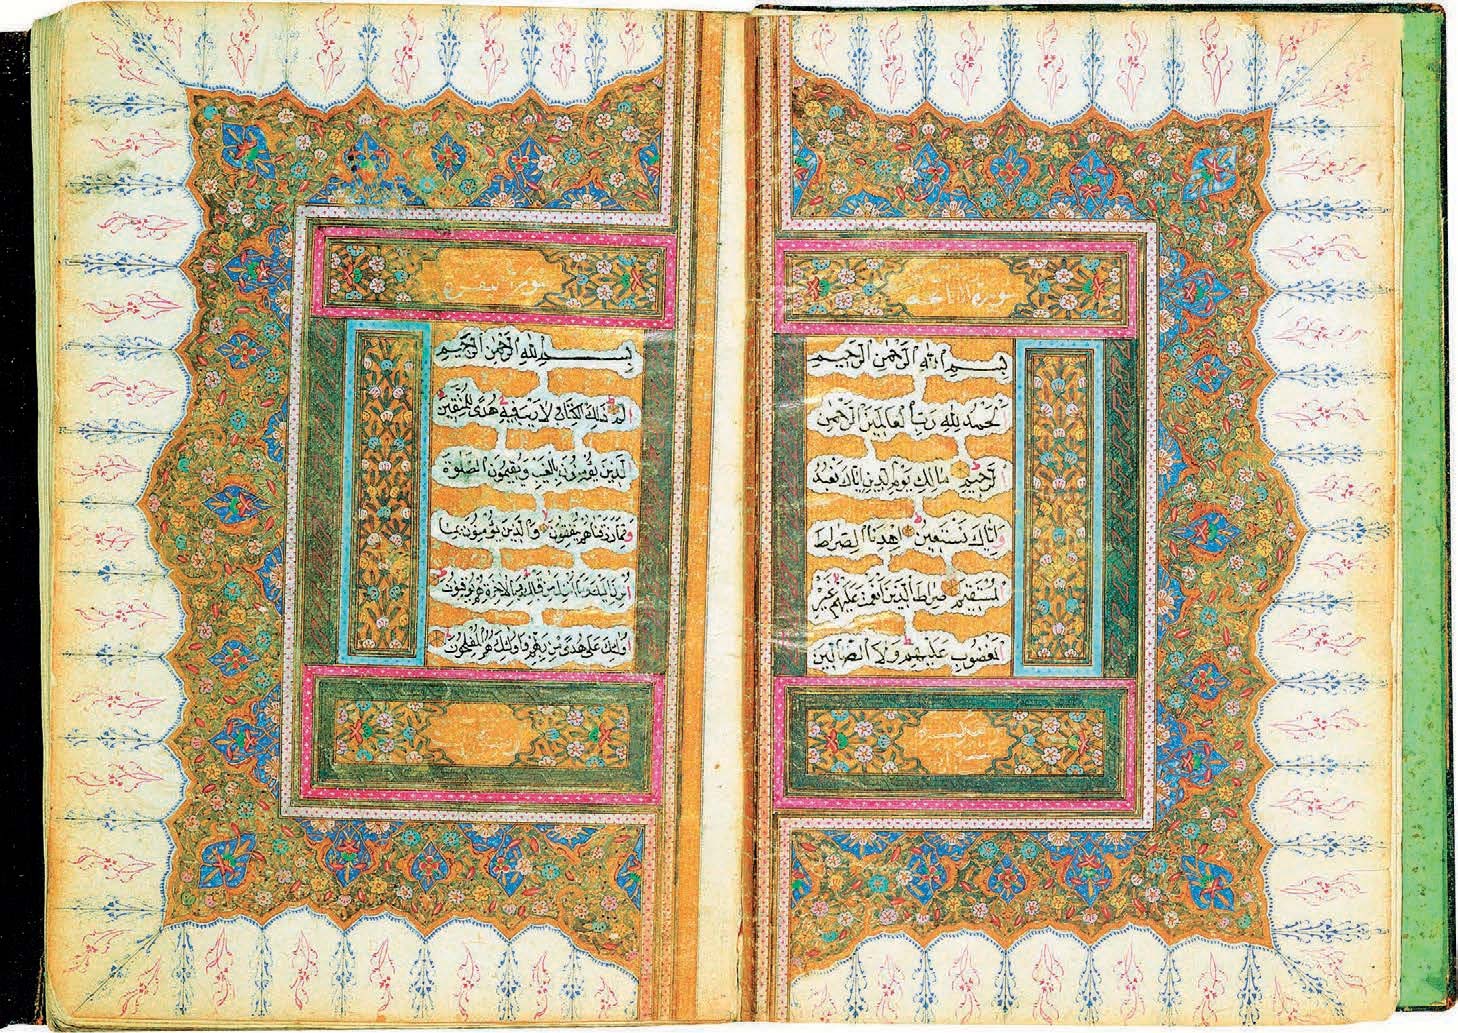 سورة الفاتحة
بسم الله الرحمن الرحيم
الحمد لله رب العالمين الرحمن
الرحيم مالك يوم الدين اياك نعبد
واياك نستعين اهدنا الصراط
المستقيم صراط الذين انعمت عليهم غير
المغضوب عليهم ولا الضالين
سورة البقرة
بسم الله الرحمن الرحيم
الم ذلك الكتاب لا ريب فيه هدى للمتقين
الذين يؤمنون بالغيب ويقيمون الصلوة
ومما رزقناهم ينفقون والذين يؤمنون بما
انزل اليك وما انزل من قبلك وبالاخرة هم يوقنون
اولئك على هدى من ربهم واولئك هم المفلحون